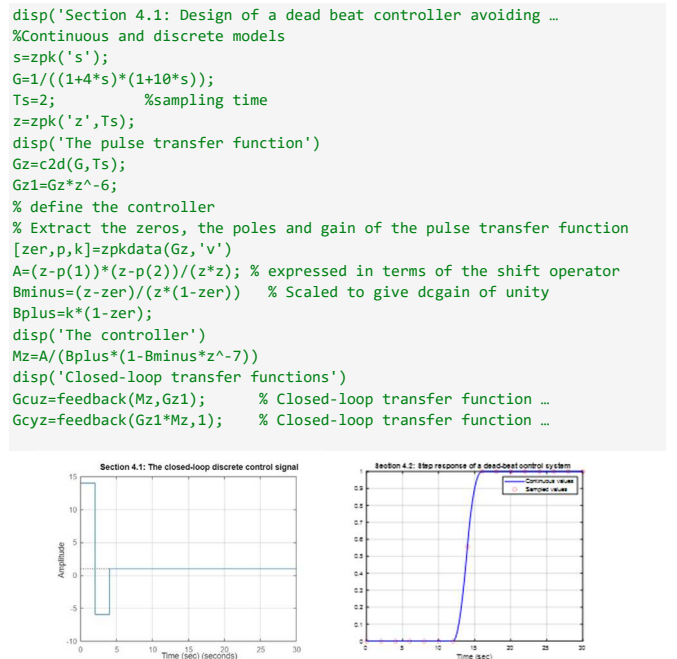 disp('Section 4.1: Design of a dead beat controller avoiding …
%Continuous and discrete models
s=zpk('s');
G=1/((1+4*s)*(1+10*s));
Ts=2; %sampling time
z=zpk('z',Ts);
disp('The pulse transfer function')
Gz=c2d(G,Ts);
Gz1=Gz*z^-6;
% define the controller
% Extract the zeros, the poles and gain of the pulse transfer function
[zer,p,k]=zpkdata(Gz,'v')
A=(z-p(1))*(z-p(2))/(z*z); % expressed in terms of the shift operator
Bminus=(z-zer)/(z*(1-zer)) % Scaled to give dcgain of unity
Bplus=k*(1-zer);
disp('The controller')
Mz=A/(Bplus*(1-Bminus*z^-7))
disp('Closed-loop transfer functions')
Gcuz=feedback(Mz,Gz1); % Closed-loop transfer function …
Gcyz=feedback(Gz1*Mz,1); % Closed-loop transfer function …
Section 4.1: The closed-loop discrete control signal
15
10
5
0
-5
-10
Amplitude
0 5 10 15 20 25 30
Time (sec) (seconds)
Section 4.2: Step response of a dead-beat control system
Continuous values
Sampled values
1
0.9
0.8
0.7
0.6
0.5
0.4
0.3
0.2
0.1
0
0 5 10 15 20 25 30
Time (sec)